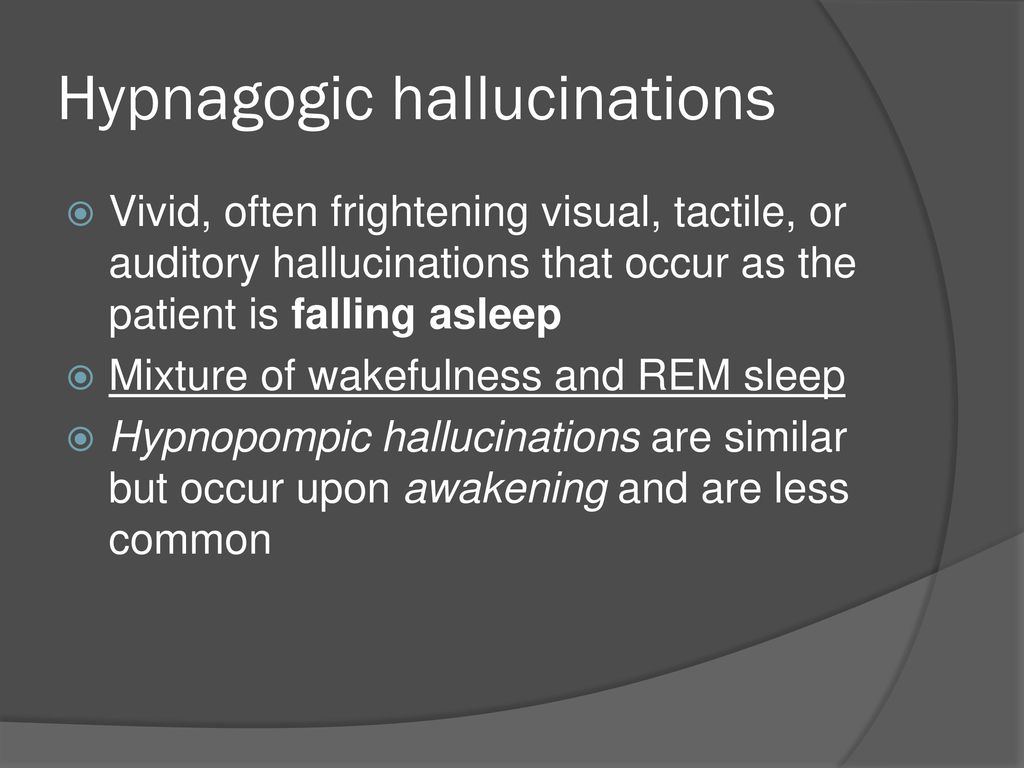 Hypnagogic hallucinations
Vivid, often frightening visual, tactile, or
auditory hallucinations that occur as the
patient is falling asleep
Mixture of wakefulness and REM sleep
Hypnopompic hallucinations are similar
but occur upon awakening and are less
common